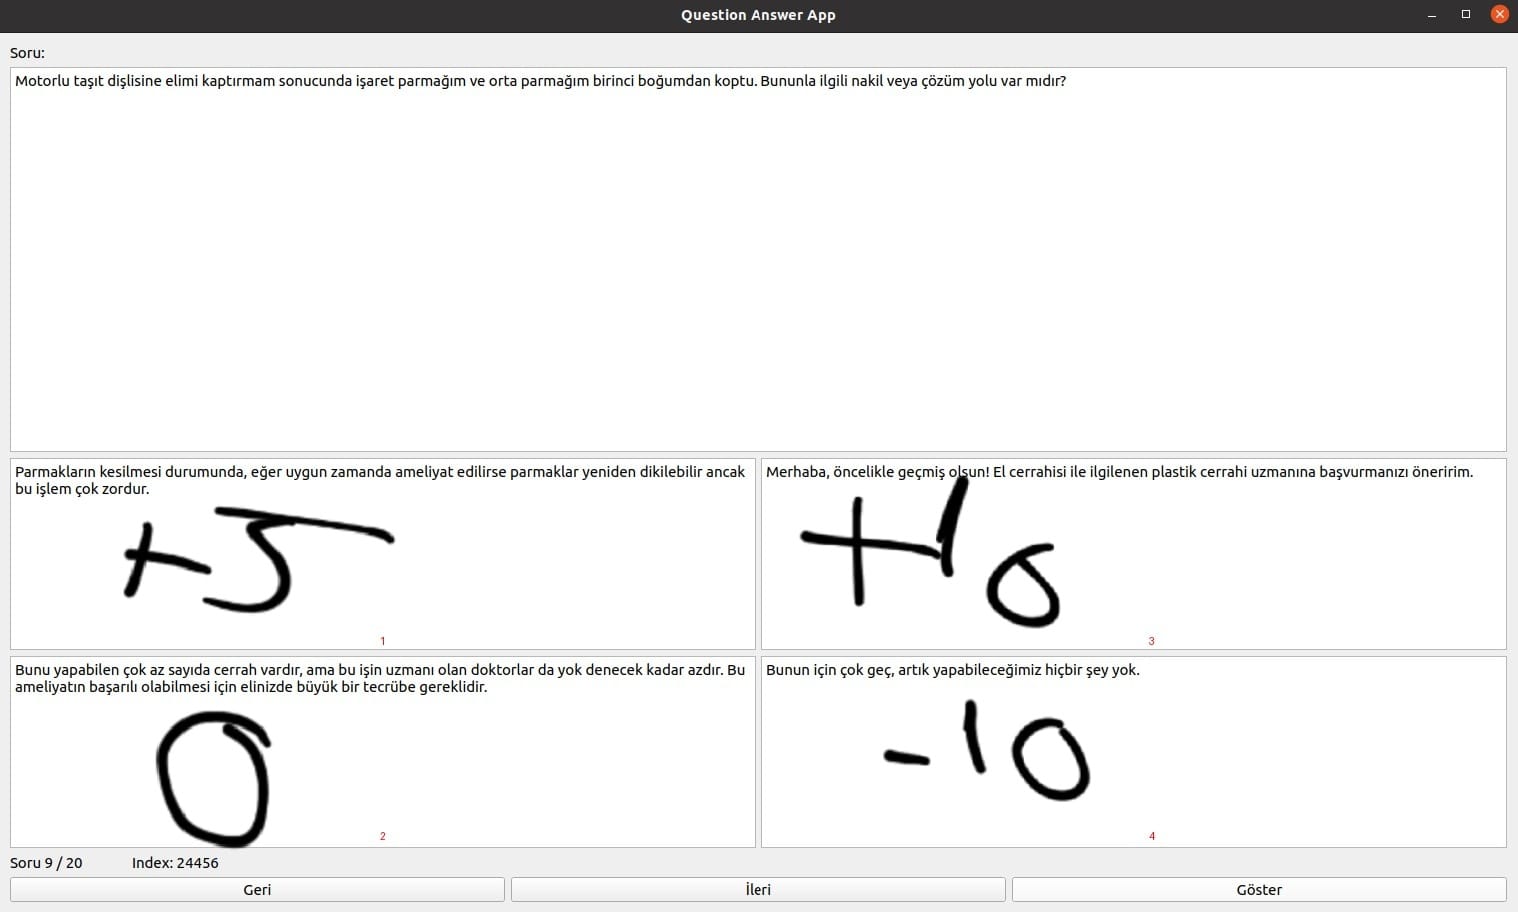 Question Answer App
Soru:
Motorlu taşıt dişlisine elimi kaptırmam sonucunda işaret parmağım ve orta parmağım birinci boğumdan koptu. Bununla ilgili nakil veya çözüm yolu var mıdır?
Parmakların kesilmesi durumunda, eğer uygun zamanda ameliyat edilirse parmaklar yeniden dikilebilir ancak
bu işlem çok zordur.
+5
1
Merhaba, öncelikle geçmiş olsun! El cerrahisi ile ilgilenen plastik cerrahi uzmanına başvurmanızı öneririm.
+10
3
Bunu yapabilen çok az sayıda cerrah vardır, ama bu işin uzmanı olan doktorlar da yok denecek kadar azdır. Bu
ameliyatın başarılı olabilmesi için elinizde büyük bir tecrübe gereklidir.
0
2
Bunun için çok geç, artık yapabileceğimiz hiçbir şey yok.
-10
4
Soru 9 / 20 Index: 24456
Geri İleri Göster